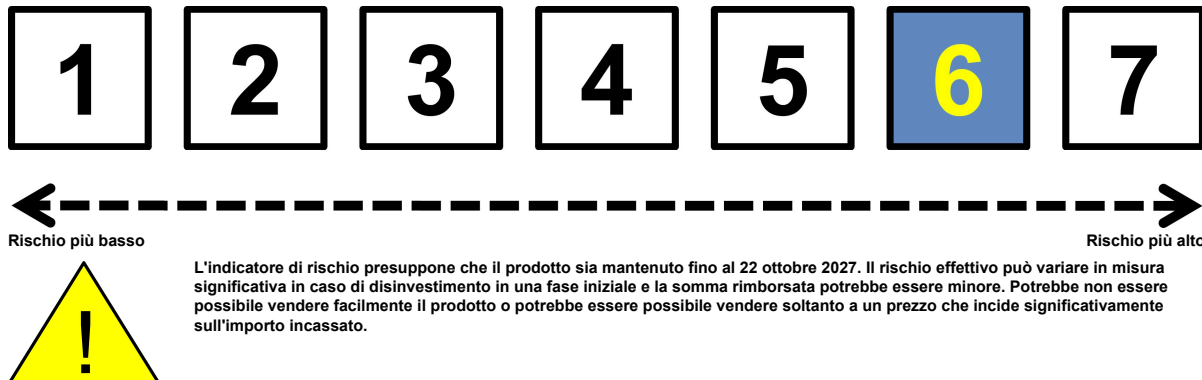 1 2 3 4 5 6 7
Rischio più basso Rischio più alto
L'indicatore di rischio presuppone che il prodotto sia mantenuto fino al 22 ottobre 2027. Il rischio effettivo può variare in misura
significativa in caso di disinvestimento in una fase iniziale e la somma rimborsata potrebbe essere minore. Potrebbe non essere
possibile vendere facilmente il prodotto o potrebbe essere possibile vendere soltanto a un prezzo che incide significativamente
sull'importo incassato.
!